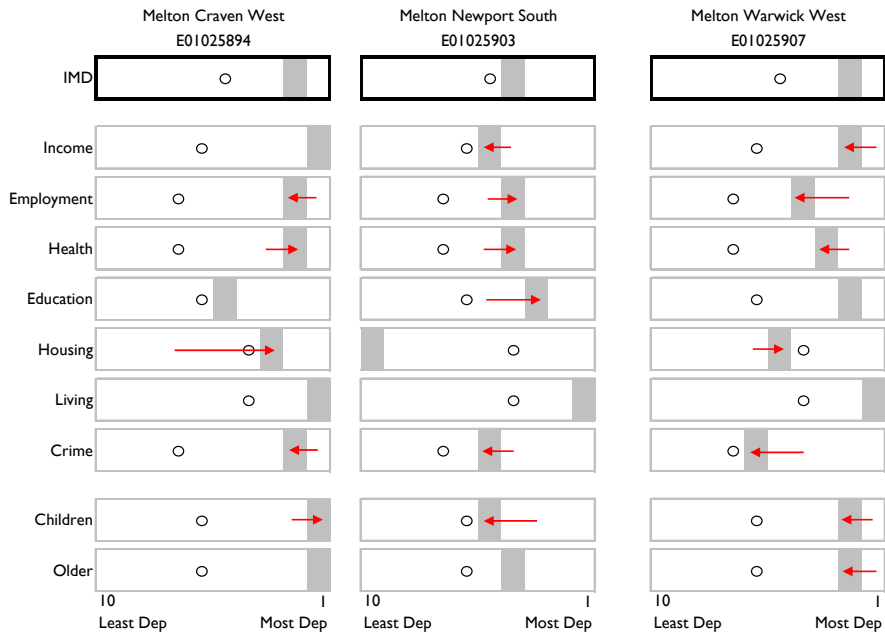 Melton Craven West
E01025894
Melton Newport South
E01025903
Melton Warwick West
E01025907
IMD
Income
Employment
Health
Education
Housing
Living
Crime
Children
Older
10 1
Least Dep Most Dep
10 1
Least Dep Most Dep
10 1
Least Dep Most Dep